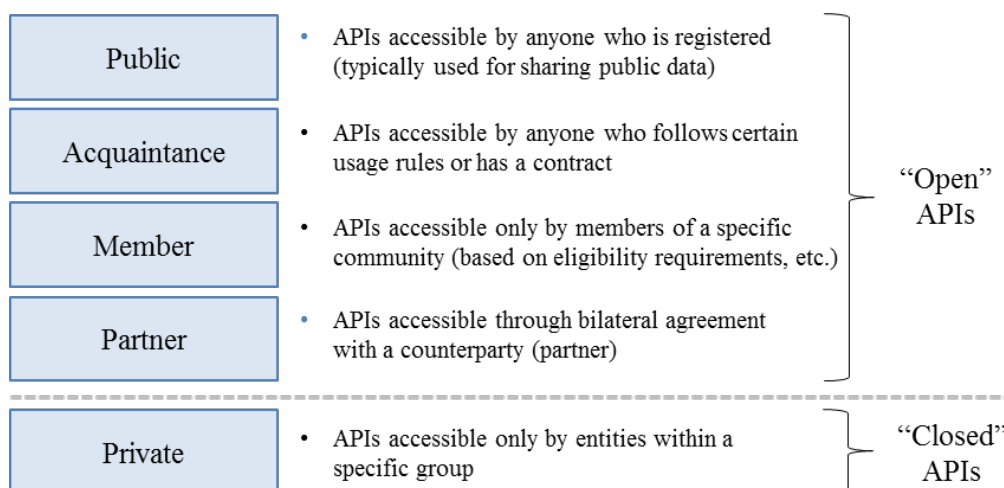 Public
• APIs accessible by anyone who is registered
(typically used for sharing public data)
Acquaintance
• APIs accessible by anyone who follows certain
usage rules or has a contract
Member
• APIs accessible only by members of a specific
community (based on eligibility requirements, etc.)
Partner
• APIs accessible through bilateral agreement
with a counterparty (partner)
“Open”
APIs
Private
• APIs accessible only by entities within a
specific group
“Closed”
APIs